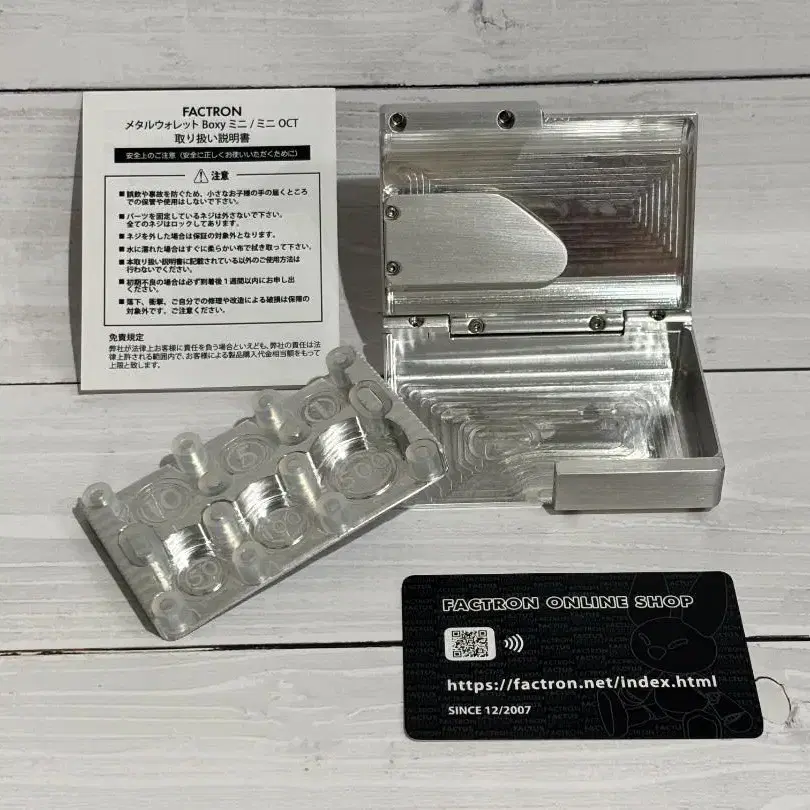 FACTRON
メタルウォレット Boxy ミニ / ミニ OCT
取り扱い説明書
安全上のご注意（安全に正しくお使いいただくために）
注意
■ 誤飲や事故を防ぐため、小さなお子様の手の届くところ
での保管や使用はしないで下さい。
■ パーツを固定しているネジは外さないで下さい。
全てのネジはロックしてあります。
■ ネジを外した場合は保証の対象外となります。
■ 水に濡れた場合はすぐに柔らかい布で拭き取って下さい。
■ 本取り扱い説明書に記載されている以外のご使用方法は
行わないでください。
■ 初期不良の場合は必ず到着後1週間以内にお申し出
ください。
■ 落下、衝撃、ご自分での修理や改造による破損は保障の
対象外です。ご注意ください。
免責規定
弊社が法律上お客様に責任を負う場合といえども、弊社の責任は法
律上許される範囲内で、お客様による製品購入代金相当額をもって
上限と致します。
1
5
10
500
100
50
FACTRON ONLINE SHOP
https://factron.net/index.html
SINCE 12/2007